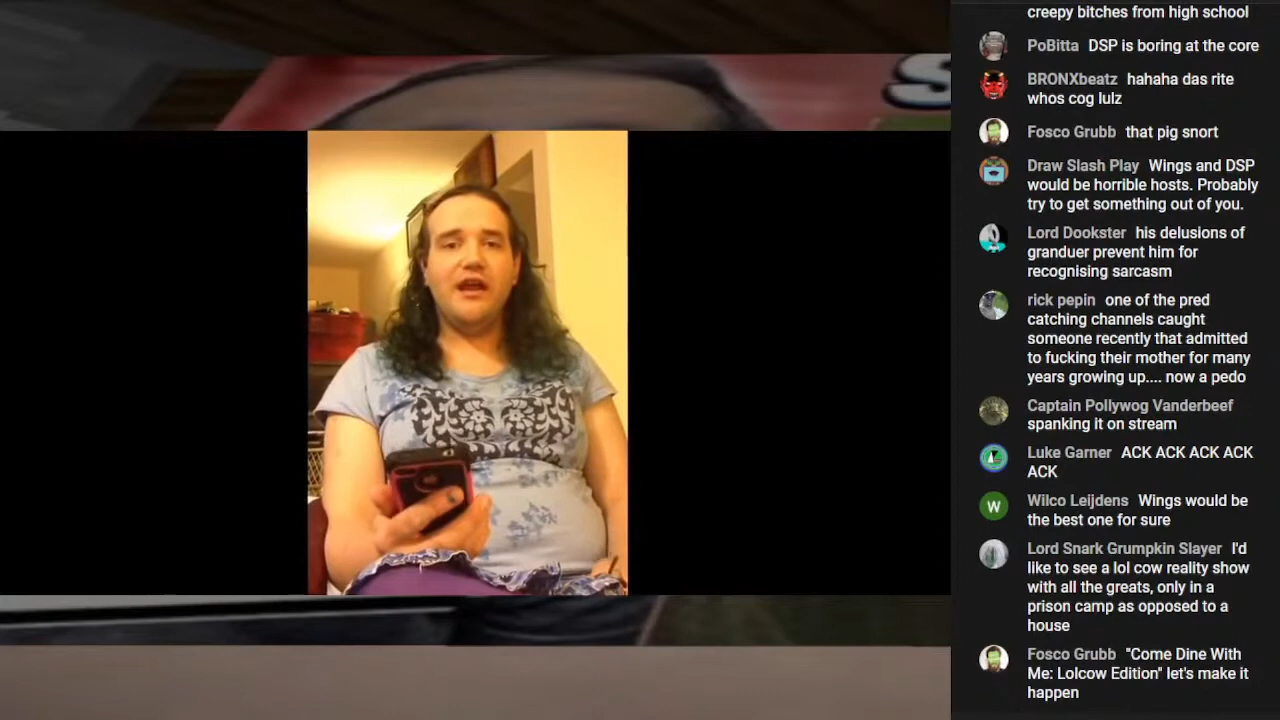 creepy bitches from high school
PoBitta DSP is boring at the core
BRONXbeatz hahaha das rite
whos cog lulz
Fosco Grubb that pig snort
Draw Slash Play Wings and DSP
would be horrible hosts. Probably
try to get something out of you.
Lord Dookster his delusions of
granduer prevent him for
recognising sarcasm
rick pepin one of the pred
catching channels caught
someone recently that admitted
to fucking their mother for many
years growing up.... now a pedo
Captain Pollywog Vanderbeef
spanking it on stream
Luke Garner ACK ACK ACK ACK
ACK
W
Wilco Leijdens Wings would be
the best one for sure
Lord Snark Grumpkin Slayer I'd
like to see a lol cow reality show
with all the greats, only in a
prison camp as opposed to a
house
Fosco Grubb "Come Dine With
Me: Lolcow Edition" let's make it
happen